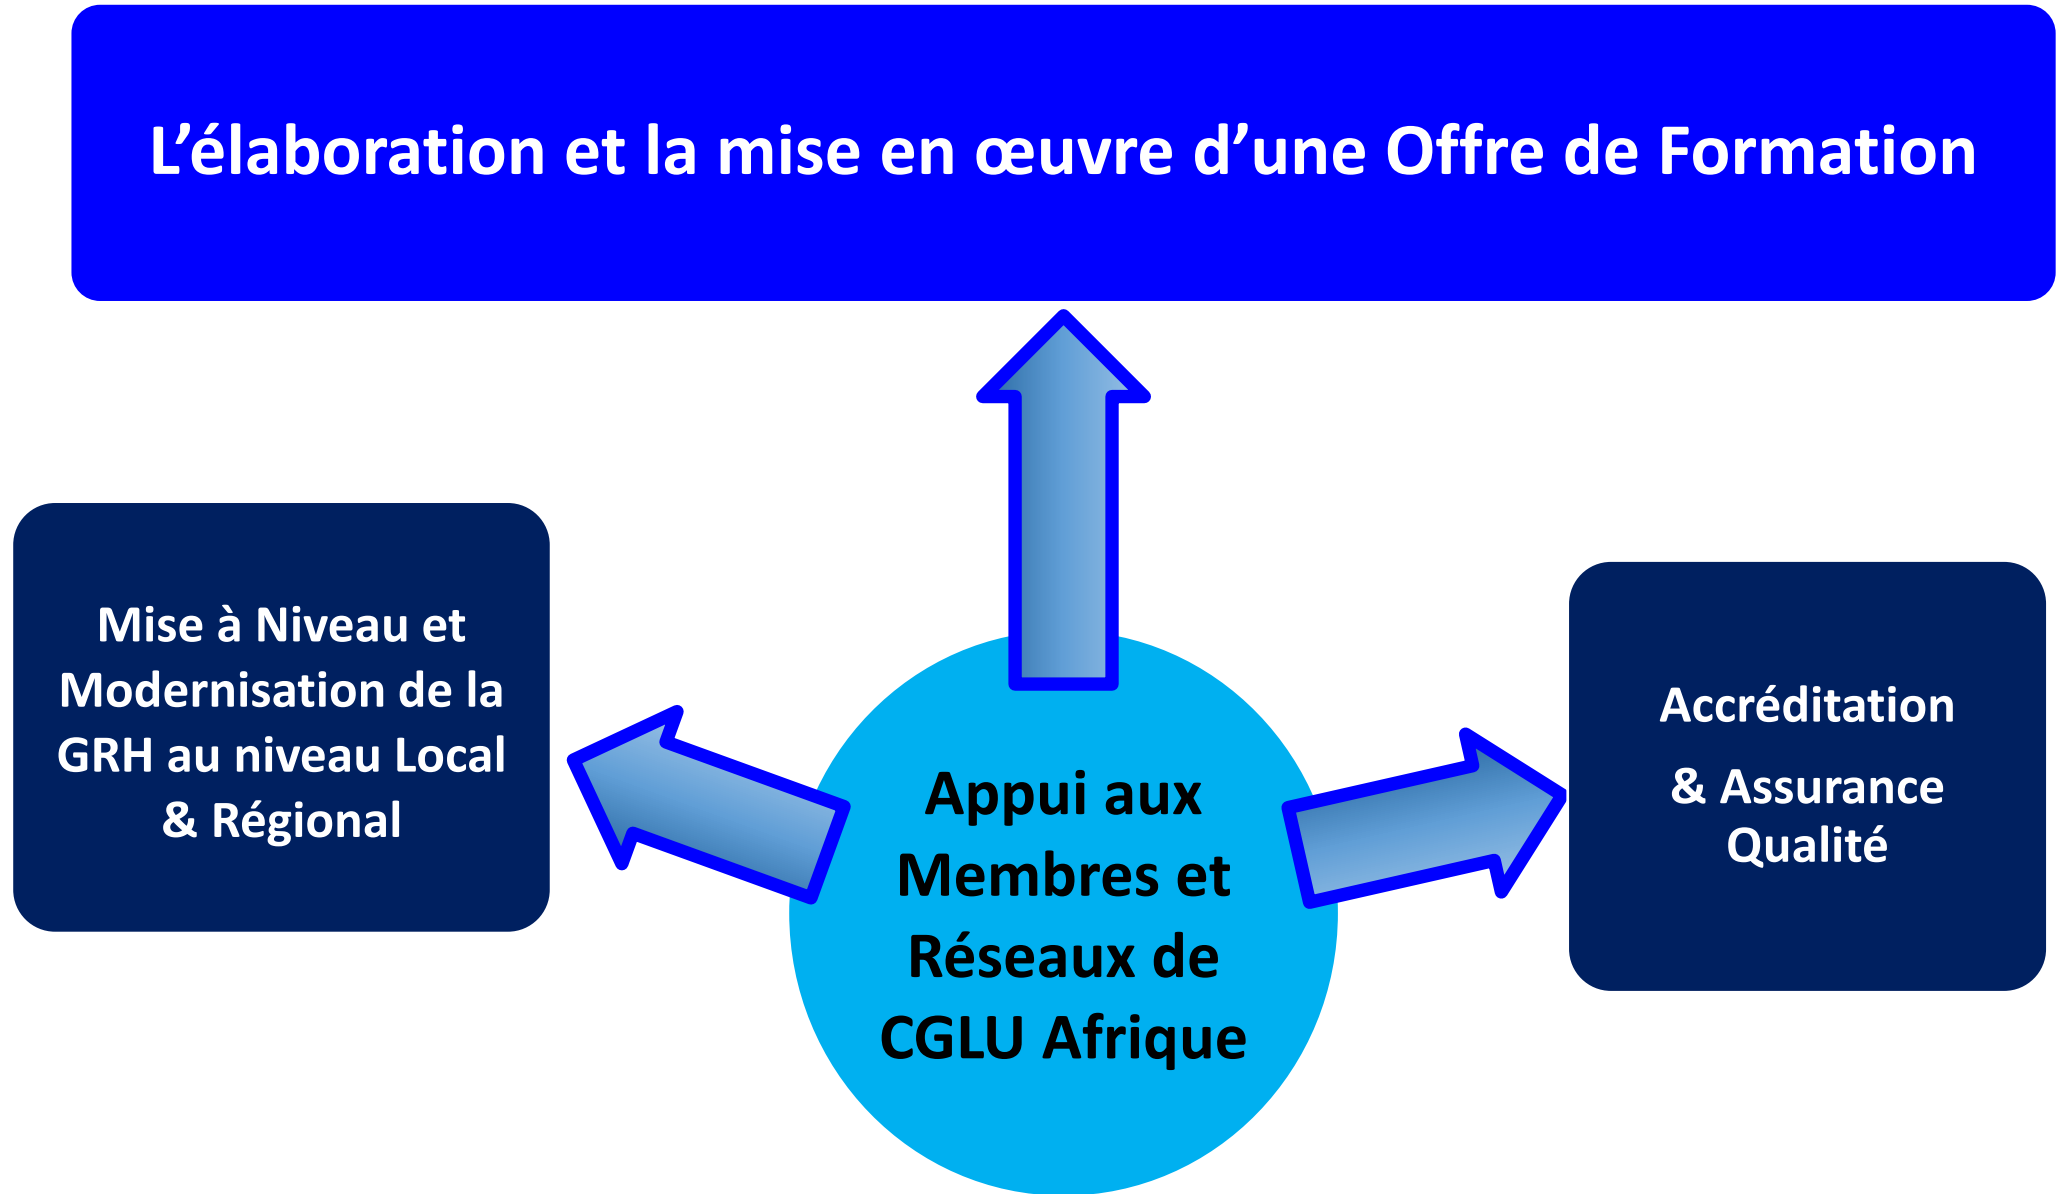 L’élaboration et la mise en œuvre d’une Offre de Formation
Mise à Niveau et
Modernisation de la
GRH au niveau Local
& Régional
Appui aux
Membres et
Réseaux de
CGLU Afrique
Accréditation
& Assurance
Qualité